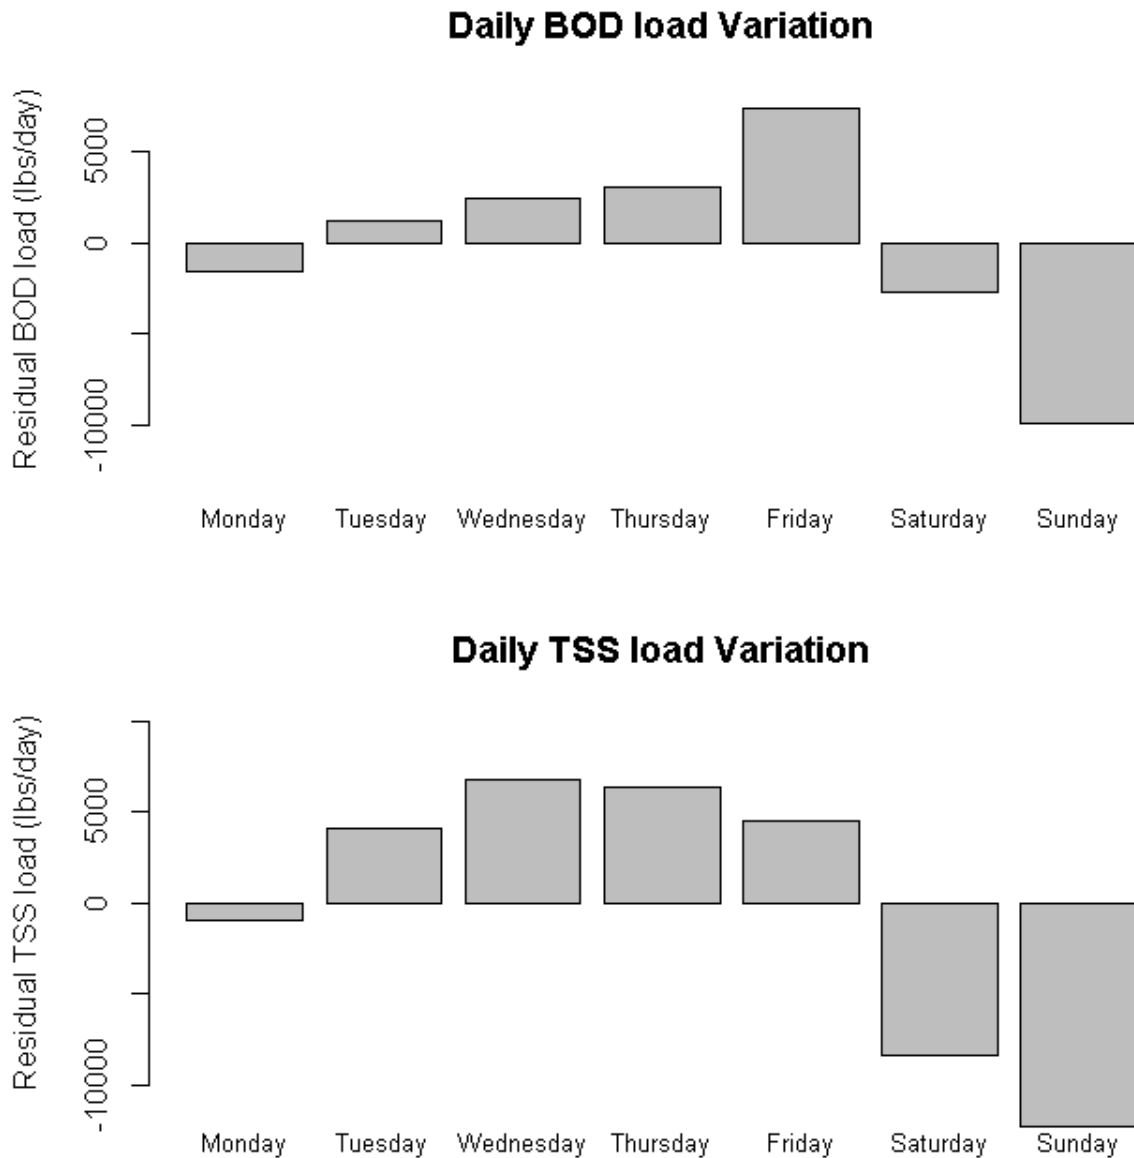 Daily BOD load Variation
Residual BOD load (lbs/day)
5000
0
-10000
Monday Tuesday Wednesday Thursday Friday Saturday Sunday
Daily TSS load Variation
Residual TSS load (lbs/day)
5000
0
-10000
Monday Tuesday Wednesday Thursday Friday Saturday Sunday